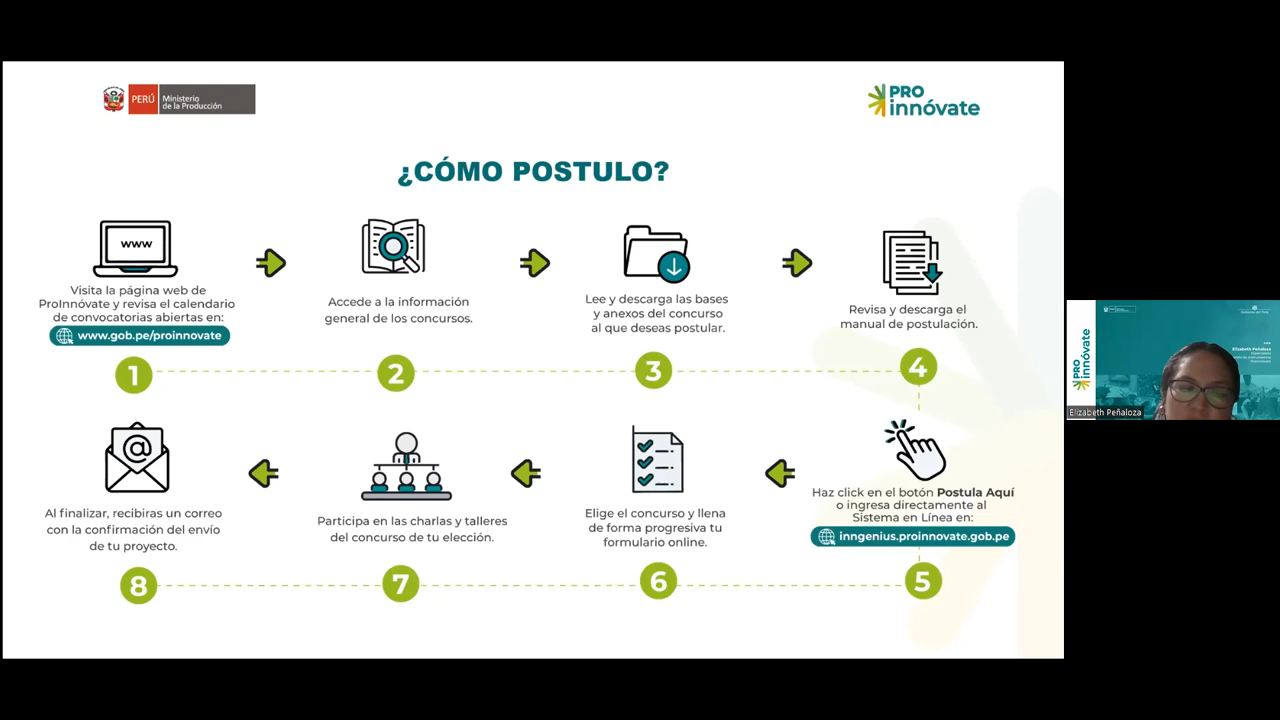 PERÚ
Ministerio
de la Producción
PRO
innóvate
¿CÓMO POSTULO?
www
Visita la página web de
ProInnóvate y revisa el calendario
de convocatorias abiertas en:
www.gob.pe/proinnovate
1
Accede a la información
general de los concursos.
2
Lee y descarga las bases
y anexos del concurso
al que deseas postular.
3
Revisa y descarga el
manual de postulación.
4
Haz click en el botón Postula Aquí
o ingresa directamente al
Sistema en Línea en:
inngenius.proinnovate.gob.pe
5
Elige el concurso y llena
de forma progresiva tu
formulario online.
6
Participa en las charlas y talleres
del concurso de tu elección.
7
@
Al finalizar, recibiras un correo
con la confirmación del envío
de tu proyecto.
8
PRO
innóvate
Elizabeth Peñaloza
Elizabeth Peñaloza